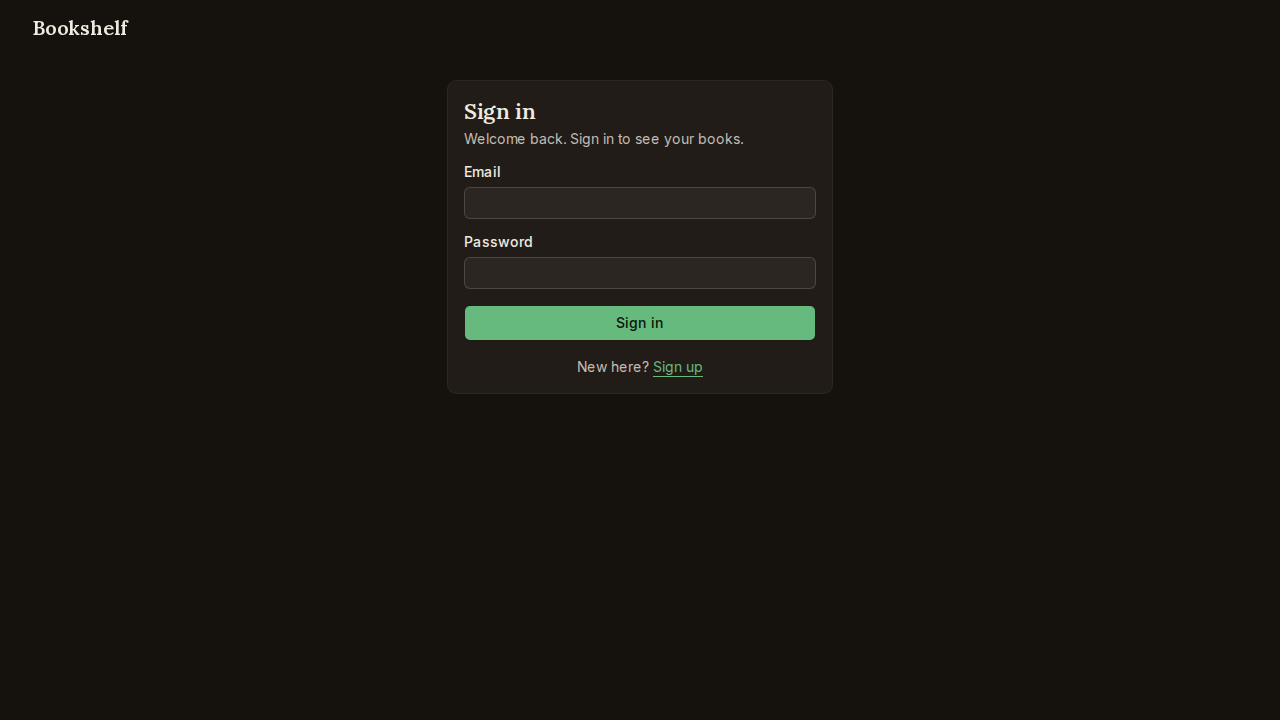 Bookshelf
Sign in
Welcome back. Sign in to see your books.
Email
Password
Sign in
New here? Sign up